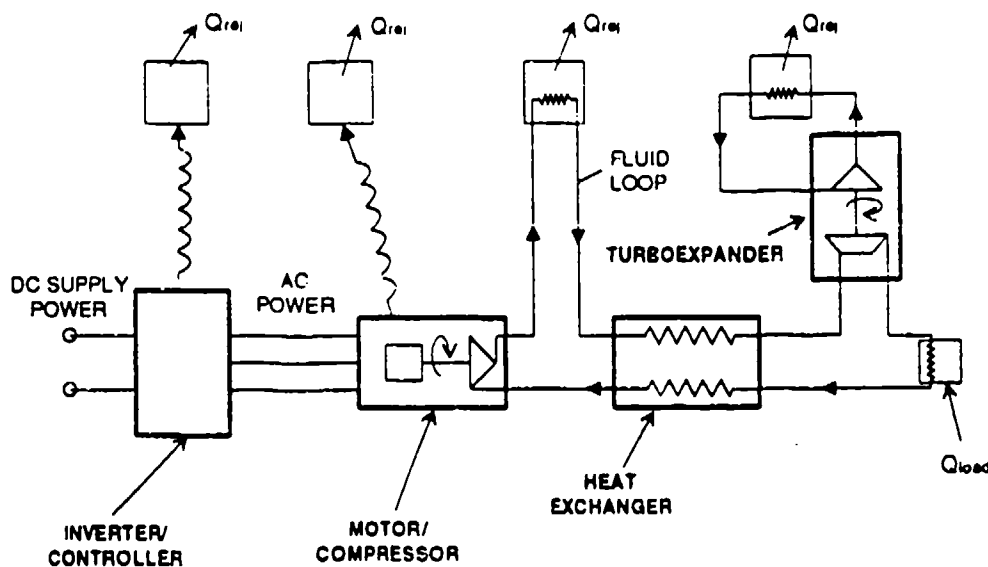 Qrej
Qrej
Qrej
Qrej
FLUID
LOOP
TURBOEXPANDER
DC SUPPLY
POWER
AC
POWER
Qload
HEAT
EXCHANGER
INVERTER/
CONTROLLER
MOTOR/
COMPRESSOR